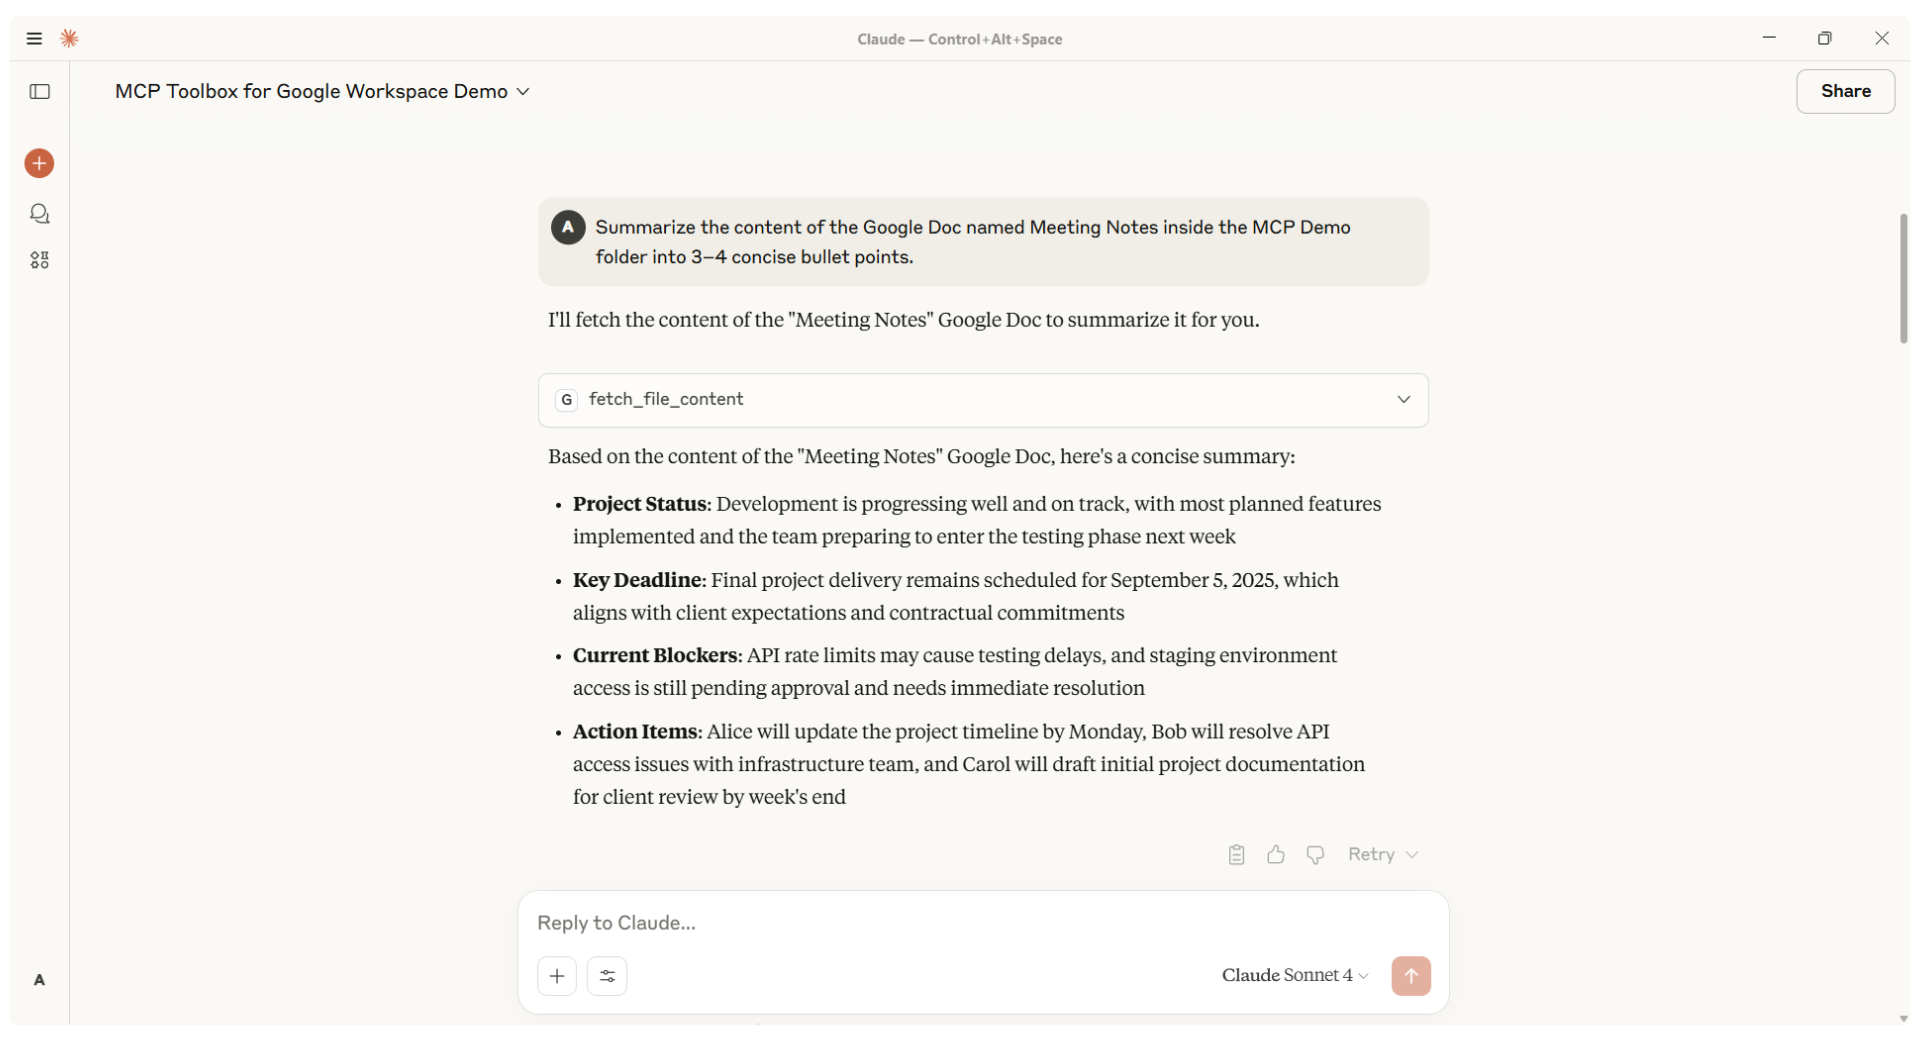 Claude — Control+Alt+Space
MCP Toolbox for Google Workspace Demo
Share
A
Summarize the content of the Google Doc named Meeting Notes inside the MCP Demo
folder into 3–4 concise bullet points.
I'll fetch the content of the "Meeting Notes" Google Doc to summarize it for you.
G fetch_file_content
Based on the content of the "Meeting Notes" Google Doc, here's a concise summary:
• Project Status: Development is progressing well and on track, with most planned features
implemented and the team preparing to enter the testing phase next week
• Key Deadline: Final project delivery remains scheduled for September 5, 2025, which
aligns with client expectations and contractual commitments
• Current Blockers: API rate limits may cause testing delays, and staging environment
access is still pending approval and needs immediate resolution
• Action Items: Alice will update the project timeline by Monday, Bob will resolve API
access issues with infrastructure team, and Carol will draft initial project documentation
for client review by week's end
Retry
Reply to Claude...
Claude Sonnet 4
A